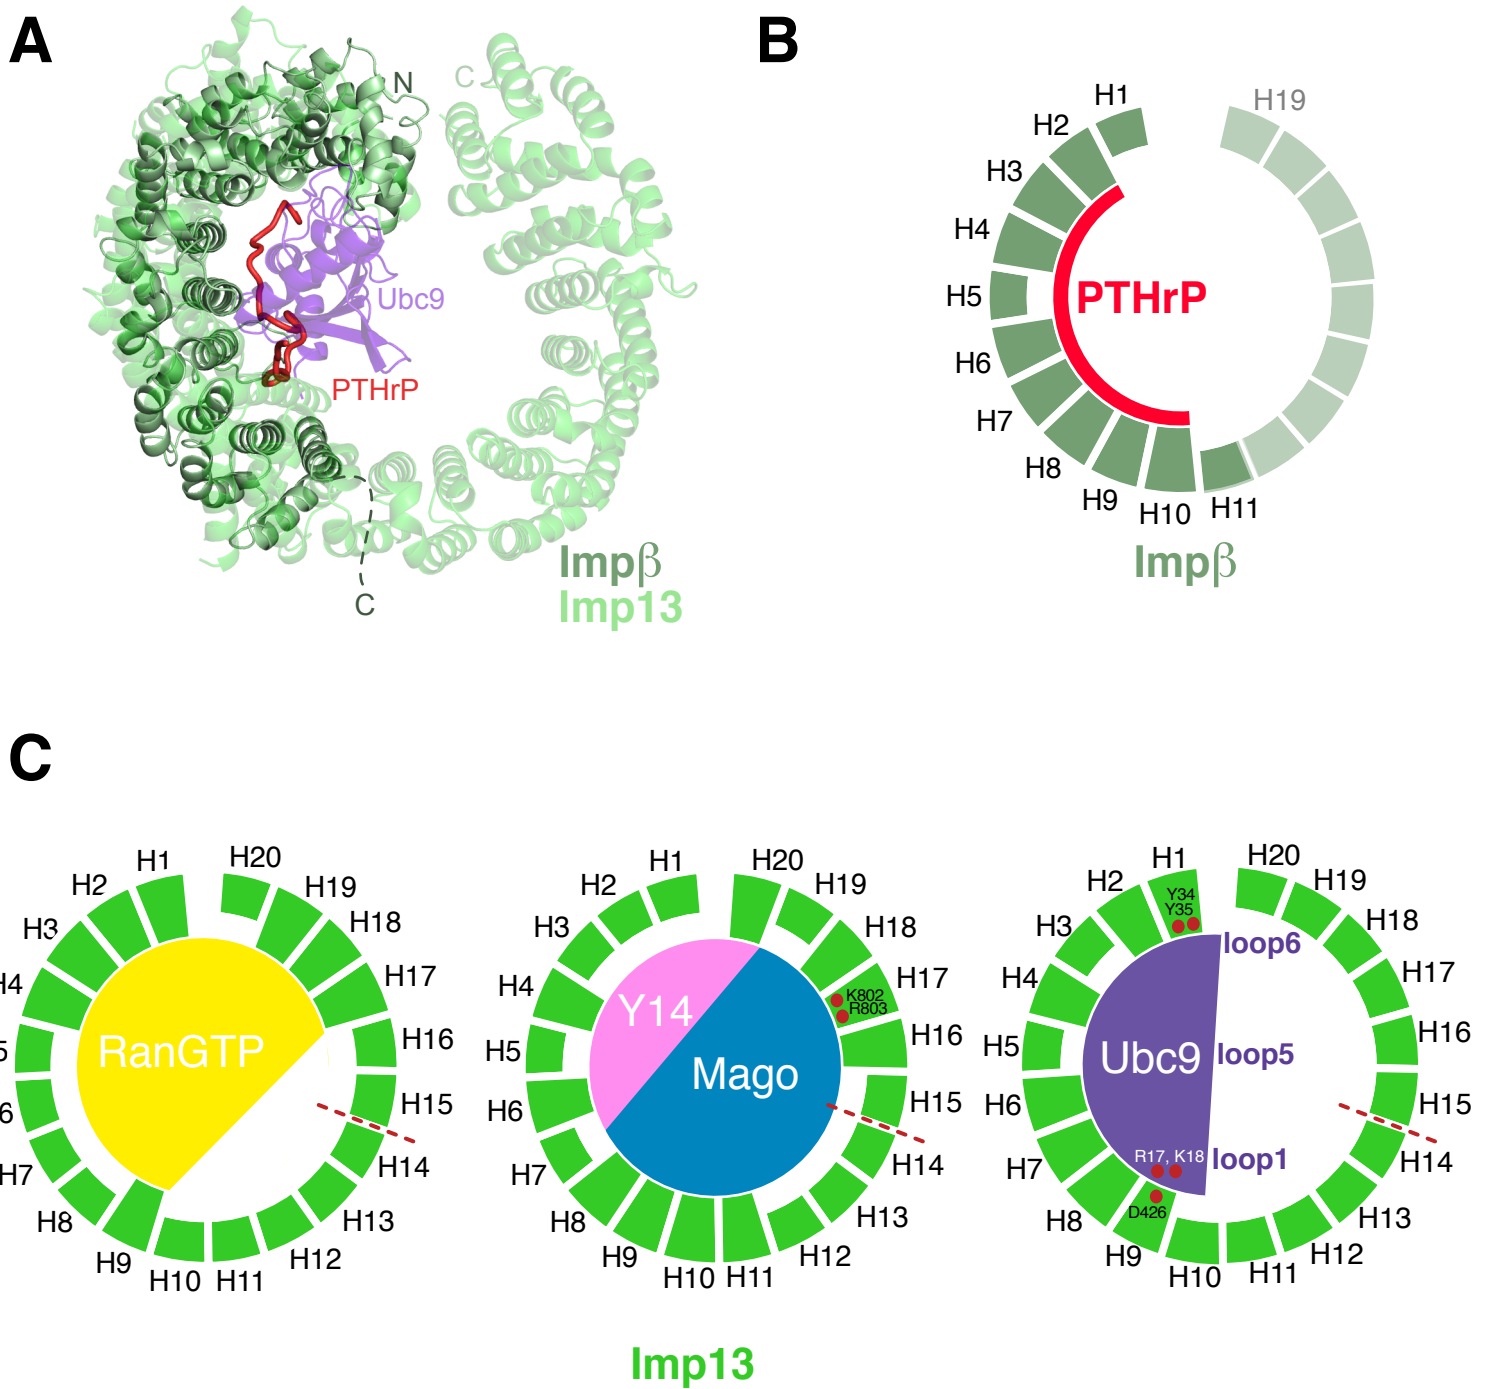 A
N
C
Ubc9
PTHrP
C
Impβ
Imp13
B
H1
H2
H3
H4
H5
H6
H7
H8
H9
H10
H11
H19
PTHrP
Impβ
C
H1
H2
H3
H4
5
6
H7
H8
H9
H10
H11
H12
H13
H14
H15
H16
H17
H18
H19
H20
RanGTP
H1
H2
H3
H4
H5
H6
H7
H8
H9
H10
H11
H12
H13
H14
H15
H16
H17
H18
H19
H20
K802
R803
Y14
Mago
H1
H2
H3
H4
H5
H6
H7
H8
H9
H10
H11
H12
H13
H14
H15
H16
H17
H18
H19
H20
Y34
Y35
loop6
Ubc9
loop5
R17, K18
loop1
D426
Imp13